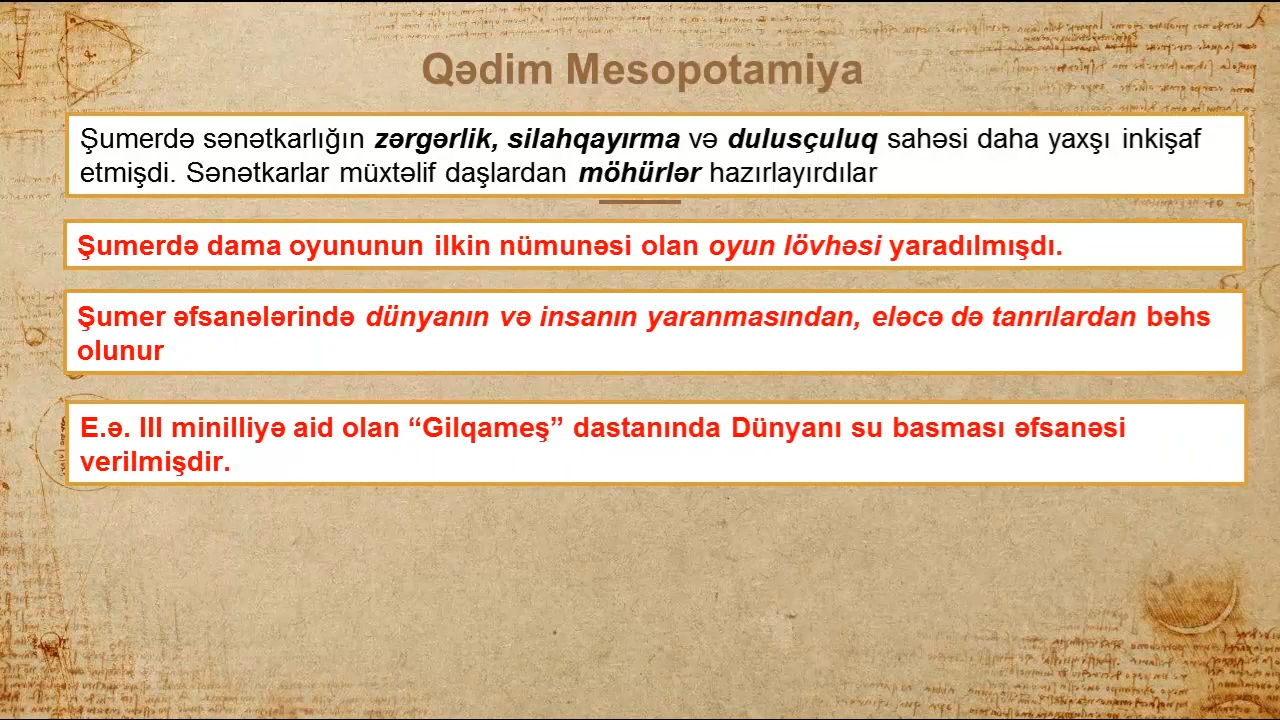 Qədim Mesopotamiya
Şumerdə sənətkarlığın zərgərlik, silahqayırma və dulusçuluq sahəsi daha yaxşı inkişaf
etmişdi. Sənətkarlar müxtəlif daşlardan möhürlər hazırlayırdılar
Şumerdə dama oyununun ilkin nümunəsi olan oyun lövhəsi yaradılmışdı.
Şumer əfsanələrində dünyanın və insanın yaranmasından, eləcə də tanrılardan bəhs
olunur
E.ə. III minilliyə aid olan “Gilqameş” dastanında Dünyanı su basması əfsanəsi
verilmişdir.